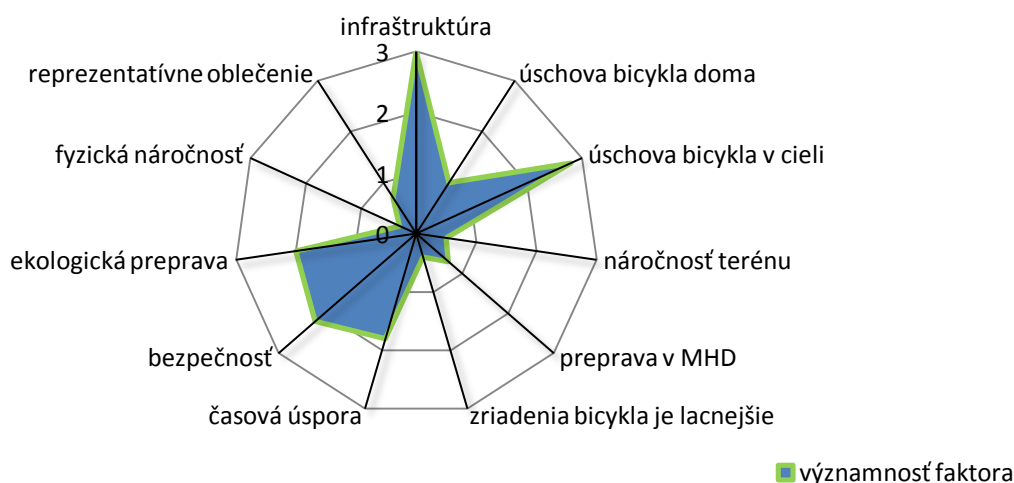 infraštruktúra
3
reprezentatívne oblečenie
úschova bicykla doma
2
fyzická náročnosť
úschova bicykla v cieli
1
0
ekologická preprava
náročnosť terénu
bezpečnosť
preprava v MHD
časová úspora
zriadenia bicykla je lacnejšie
významnosť faktora